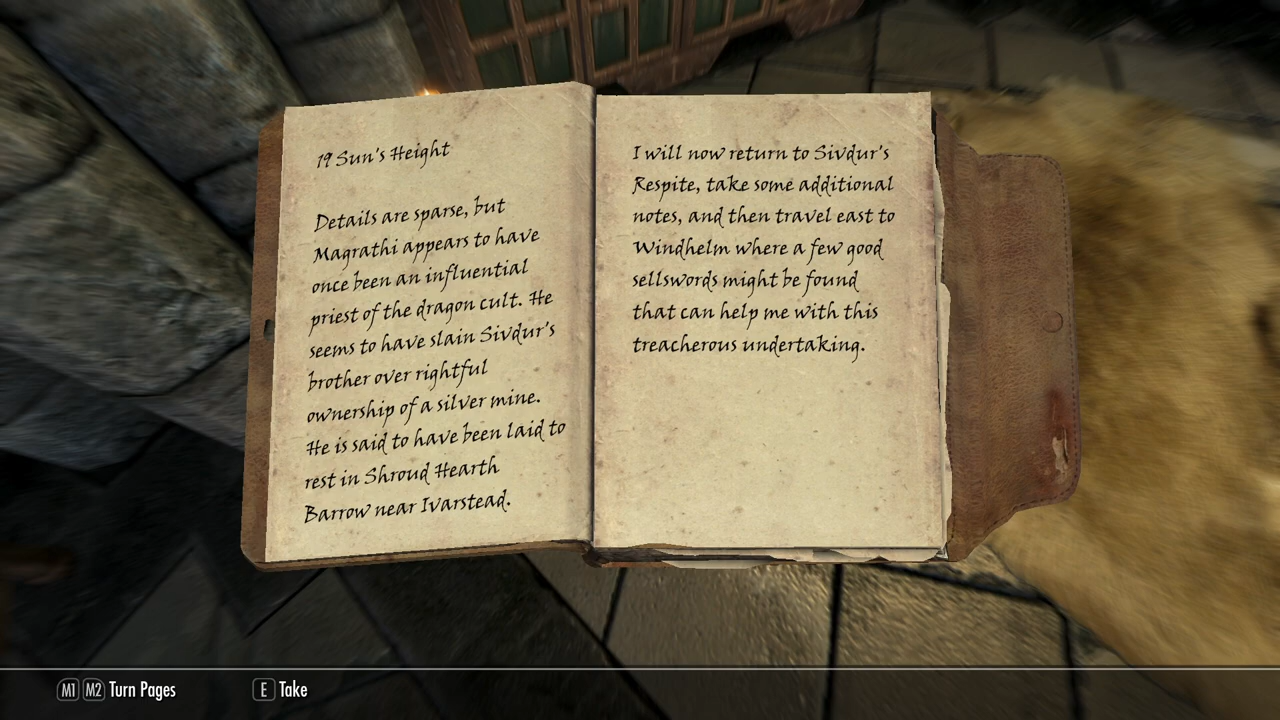 19 Sun's Height
Details are sparse, but
Magrathi appears to have
once been an influential
priest of the dragon cult. He
seems to have slain Sivdur's
brother over rightful
ownership of a silver mine.
He is said to have been laid to
rest in Shroud Hearth
Barrow near Ivarstead.
I will now return to Sivdur's
Respite, take some additional
notes, and then travel east to
Windhelm where a few good
sellswords might be found
that can help me with this
treacherous undertaking.
M1 M2 Turn Pages
E Take